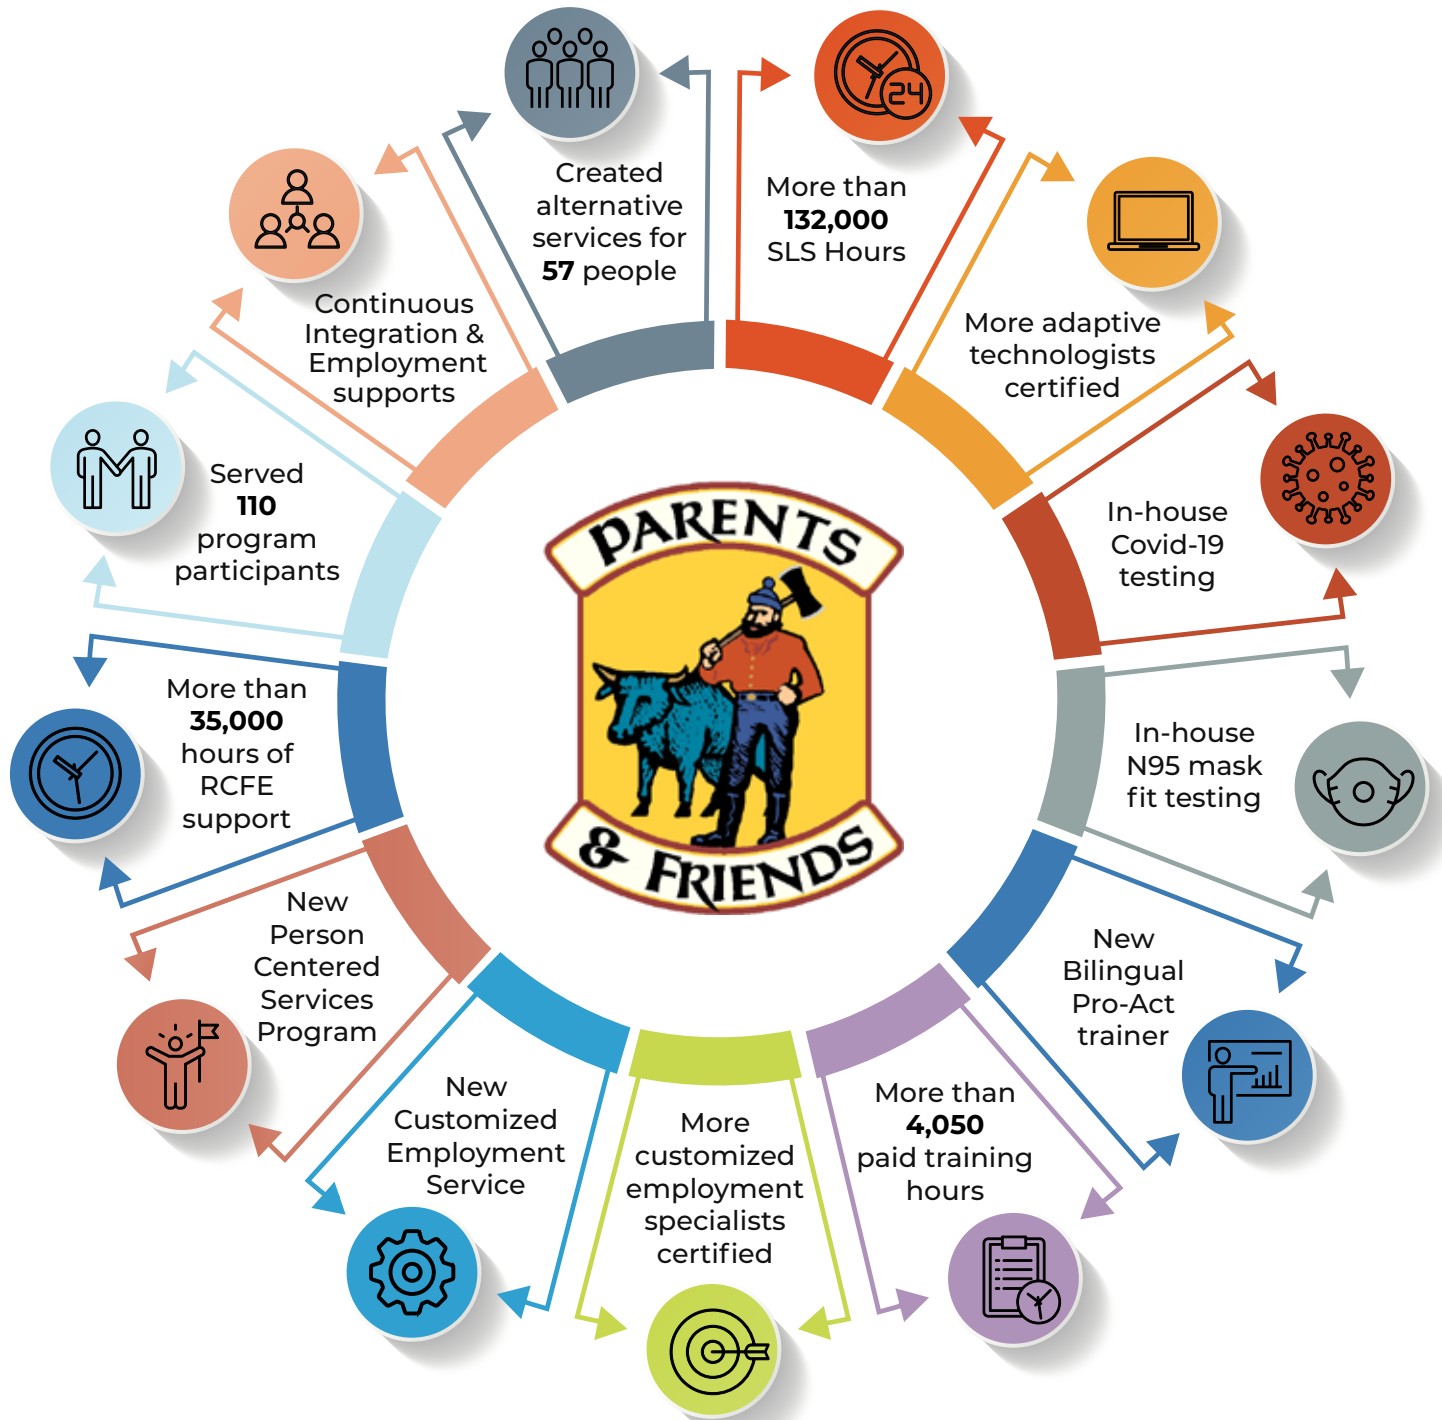 Created
alternative
services for
57 people
More than
132,000
SLS Hours
24
More adaptive
technologists
certified
In-house
Covid-19
testing
In-house
N95 mask
fit testing
New
Bilingual
Pro-Act
trainer
More than
4,050
paid training
hours
More
customized
employment
specialists
certified
New
Customized
Employment
Service
New
Person
Centered
Services
Program
More than
35,000
hours of
RCFE
support
Served
110
program
participants
Continuous
Integration &
Employment
supports
PARENTS
& FRIENDS